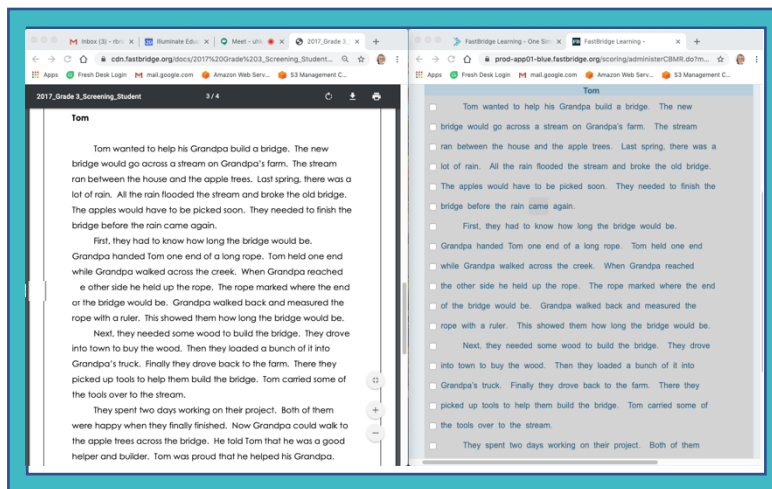 Inbox (3) - rbr
Illuminate Educ
Meet - uhk
2017_Grade 3_
cdn.fastbridge.org/docs/2017%20Grade%203_Screening_Student...
Apps
Fresh Desk Login
mail.google.com
Amazon Web Serv...
S3 Management C...
2017_Grade 3_Screening_Student
3 / 4
Tom
Tom wanted to help his Grandpa build a bridge. The new
bridge would go across a stream on Grandpa's farm. The stream
ran between the house and the apple trees. Last spring, there was a
lot of rain. All the rain flooded the stream and broke the old bridge.
The apples would have to be picked soon. They needed to finish the
bridge before the rain came again.
First, they had to know how long the bridge would be.
Grandpa handed Tom one end of a long rope. Tom held one end
while Grandpa walked across the creek. When Grandpa reached
e other side he held up the rope. The rope marked where the end
or the bridge would be. Grandpa walked back and measured the
rope with a ruler. This showed them how long the bridge would be.
Next, they needed some wood to build the bridge. They drove
into town to buy the wood. Then they loaded a bunch of it into
Grandpa's truck. Finally they drove back to the farm. There they
picked up tools to help them build the bridge. Tom carried some of
the tools over to the stream.
They spent two days working on their project. Both of them
were happy when they finally finished. Now Grandpa could walk to
the apple trees across the bridge. He told Tom that he was a good
helper and builder. Tom was proud that he helped his Grandpa.
FastBridge Learning - One Sim
FastBridge Learning -
prod-app01-blue.fastbridge.org/scoring/administerCBMR.do?m...
Apps
Fresh Desk Login
mail.google.com
Amazon Web Serv...
S3 Management C...
Tom
Tom wanted to help his Grandpa build a bridge. The new
bridge would go across a stream on Grandpa's farm. The stream
ran between the house and the apple trees. Last spring, there was a
lot of rain. All the rain flooded the stream and broke the old bridge.
The apples would have to be picked soon. They needed to finish the
bridge before the rain came again.
First, they had to know how long the bridge would be.
Grandpa handed Tom one end of a long rope. Tom held one end
while Grandpa walked across the creek. When Grandpa reached
the other side he held up the rope. The rope marked where the end
of the bridge would be. Grandpa walked back and measured the
rope with a ruler. This showed them how long the bridge would be.
Next, they needed some wood to build the bridge. They drove
into town to buy the wood. Then they loaded a bunch of it into
Grandpa's truck. Finally they drove back to the farm. There they
picked up tools to help them build the bridge. Tom carried some of
the tools over to the stream.
They spent two days working on their project. Both of them